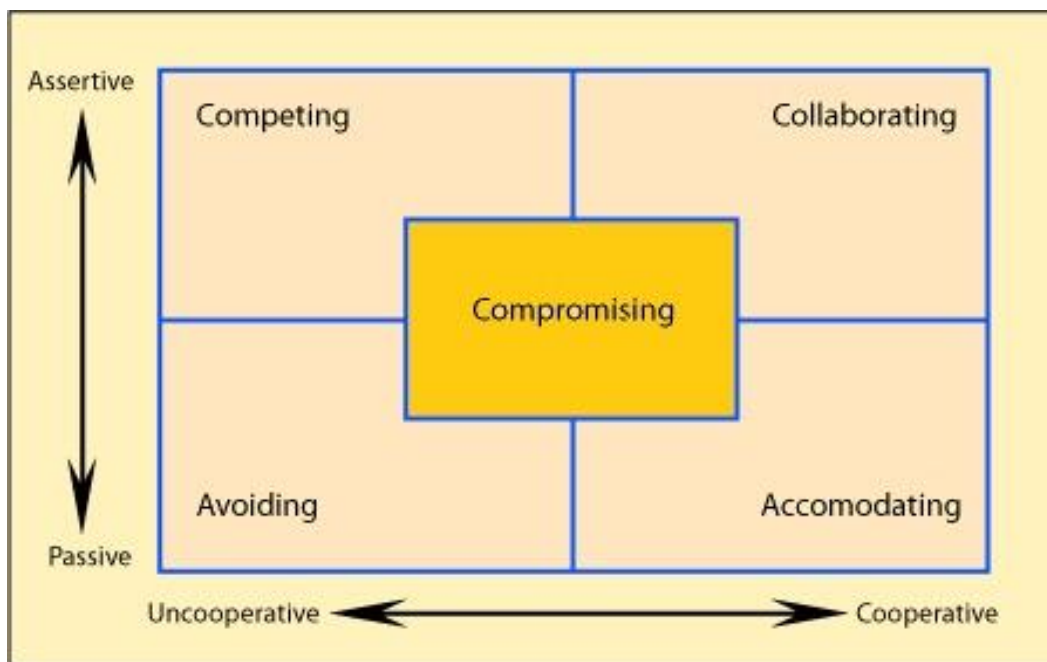 Assertive
Competing
Collaborating
Compromising
Avoiding
Accomodating
Passive
Uncooperative
Cooperative